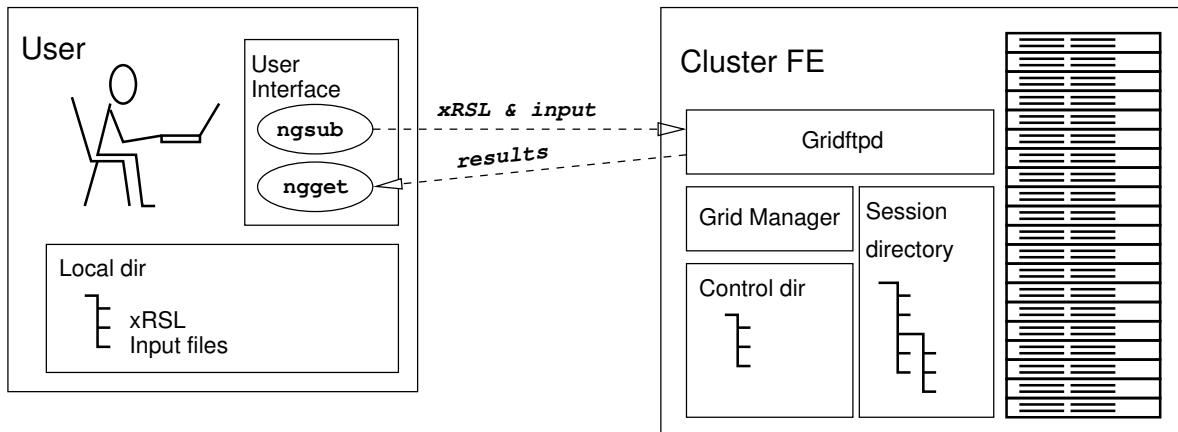 User
User
Interface
ngsub
ngget
Local dir
xRSL
Input files
xRSL & input
results
Cluster FE
Gridftpd
Grid Manager
Session
directory
Control dir